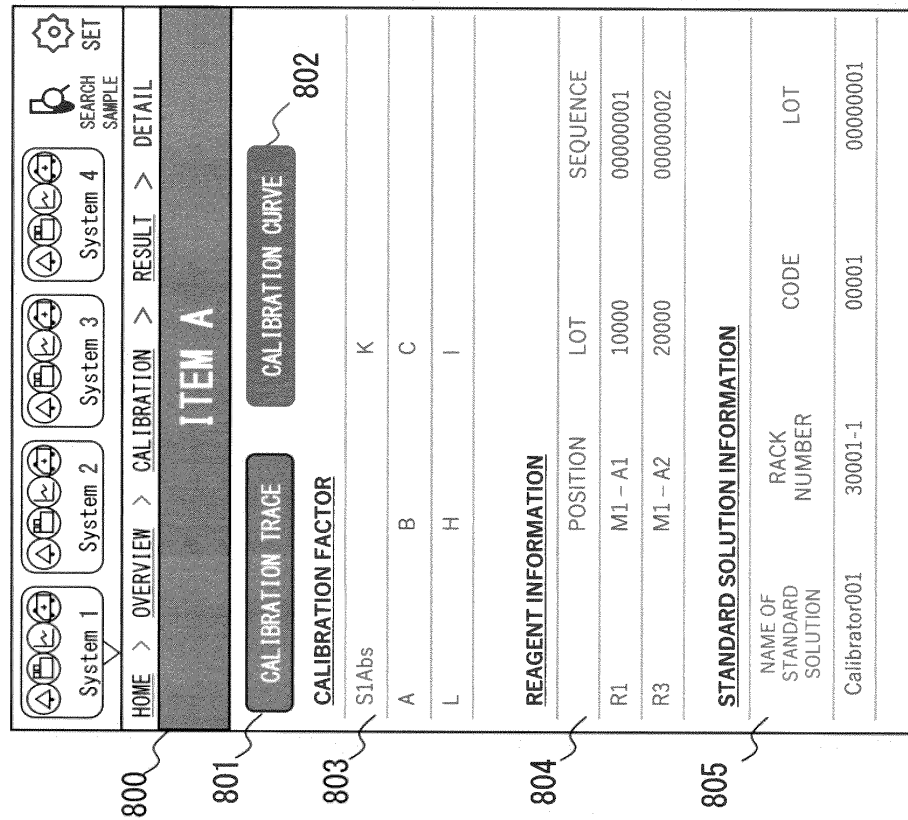 System 1 System 2 System 3 System 4 SEARCH SAMPLE SET
HOME > OVERVIEW > CALIBRATION > RESULT > DETAIL
800
ITEM A
801
CALIBRATION TRACE CALIBRATION CURVE
802
CALIBRATION FACTOR
803
S1Abs K
A B C
L H I
REAGENT INFORMATION
804
POSITION LOT SEQUENCE
R1 M1-A1 10000 00000001
R3 M1-A2 20000 00000002
STANDARD SOLUTION INFORMATION
805
NAME OF STANDARD SOLUTION RACK NUMBER CODE LOT
Calibrator001 30001-1 00001 00000001